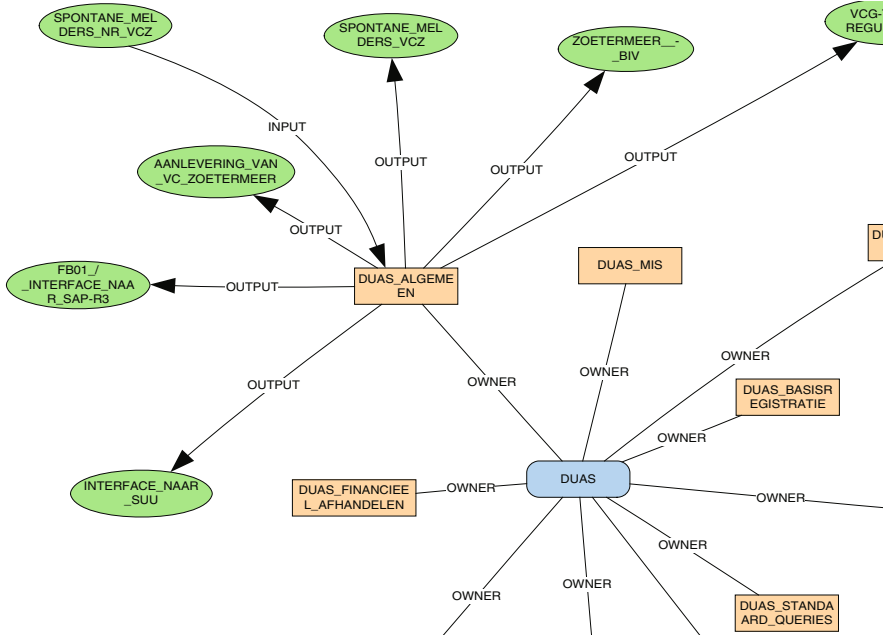 SPONTANE_MEL
DERS_NR_VCZ
SPONTANE_MEL
DERS_VCZ
ZOETERMEER__-
_BIV
VCG-
REGU
INPUT
AANLEVERING_VAN
_VC_ZOETERMEER
OUTPUT
OUTPUT
OUTPUT
OUTPUT
FB01_/
_INTERFACE_NAA
R_SAP-R3
OUTPUT
DUAS_ALGEME
EN
DUAS_MIS
OUTPUT
OWNER
OWNER
OWNER
DUAS_BASISR
EGISTRATIE
OWNER
INTERFACE_NAAR
_SUU
DUAS_FINANCIEE
L_AFHANDELEN
OWNER
DUAS
OWNER
OWNER
OWNER
OWNER
DUAS_STANDA
ARD_QUERIES